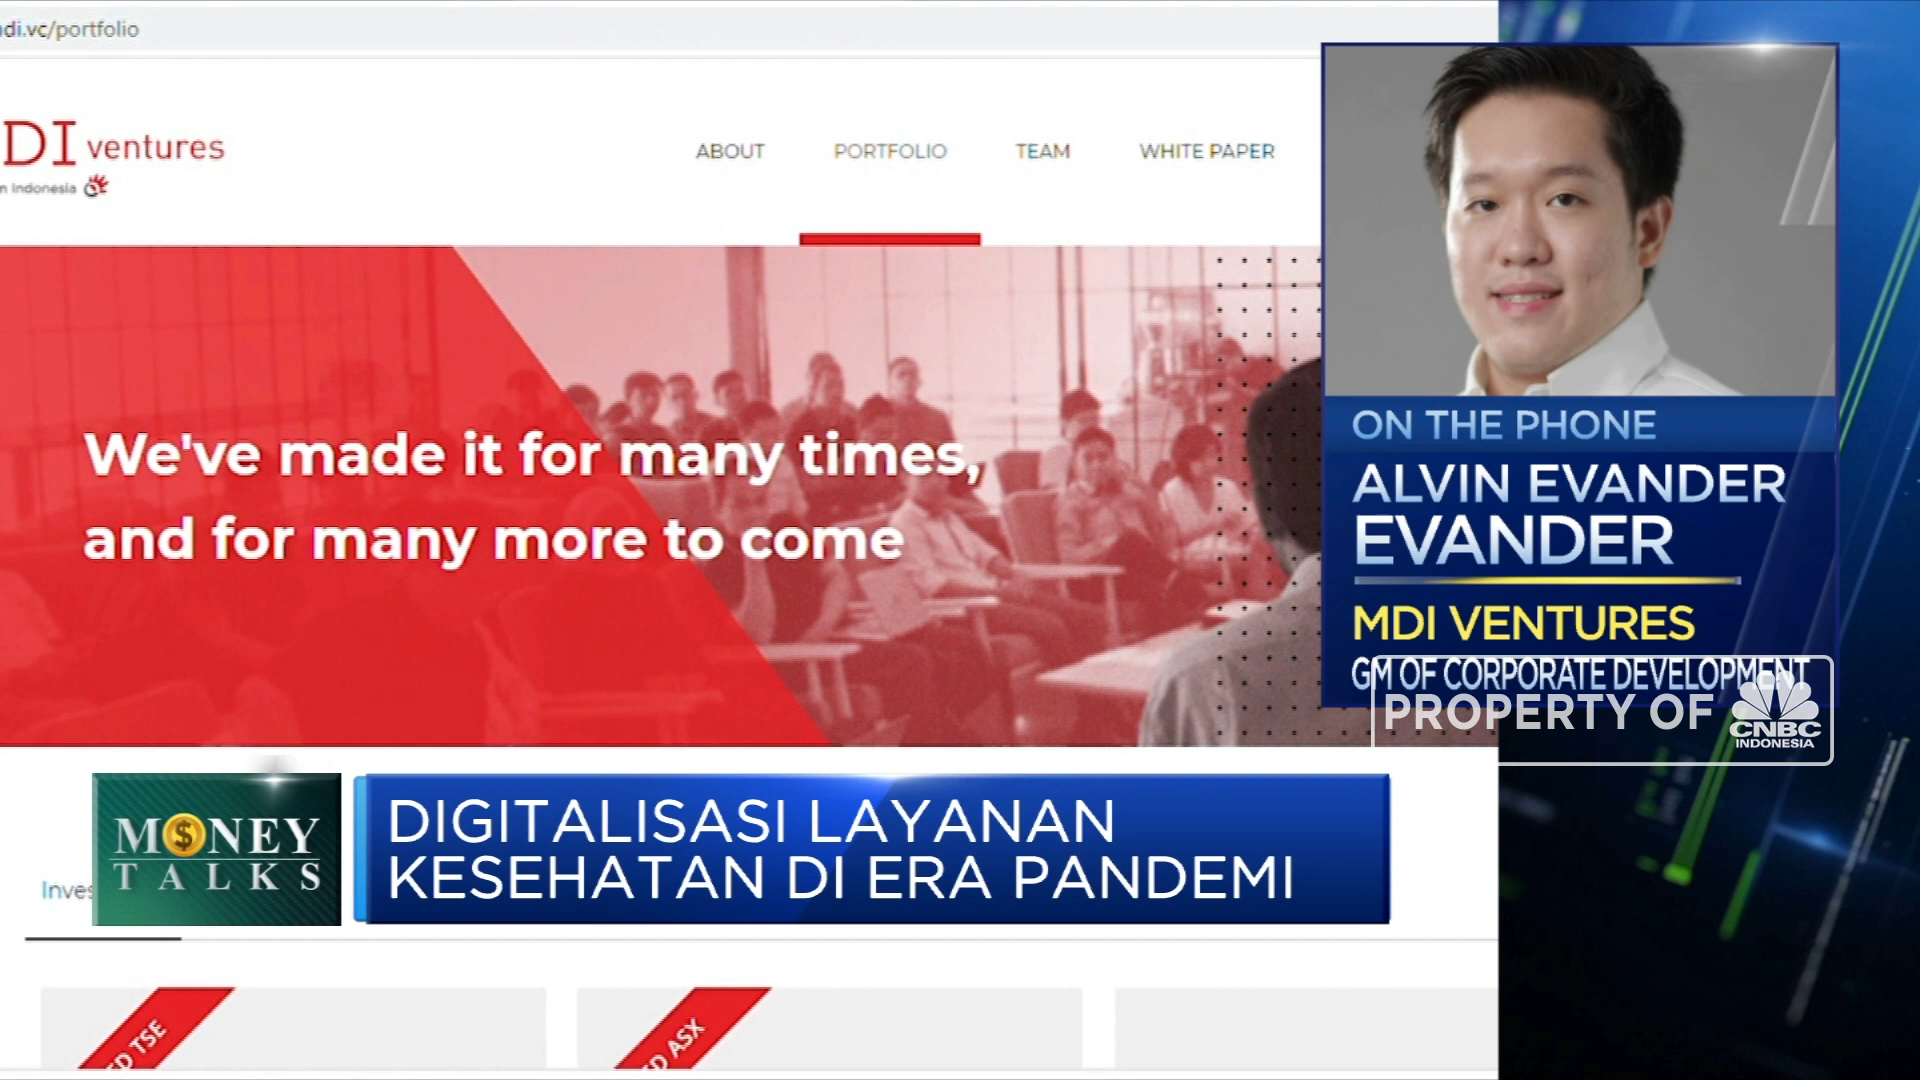 di.vc/portfolio
DI ventures
Indonesia
ABOUT PORTFOLIO TEAM WHITE PAPER
We've made it for many times,
and for many more to come
ON THE PHONE
ALVIN EVANDER
EVANDER
MDI VENTURES
GM OF CORPORATE DEVELOPMENT
PROPERTY OF
CNBC
INDONESIA
MONEY
TALKS
DIGITALISASI LAYANAN
KESEHATAN DI ERA PANDEMI
Inves
D TSE
D ASX